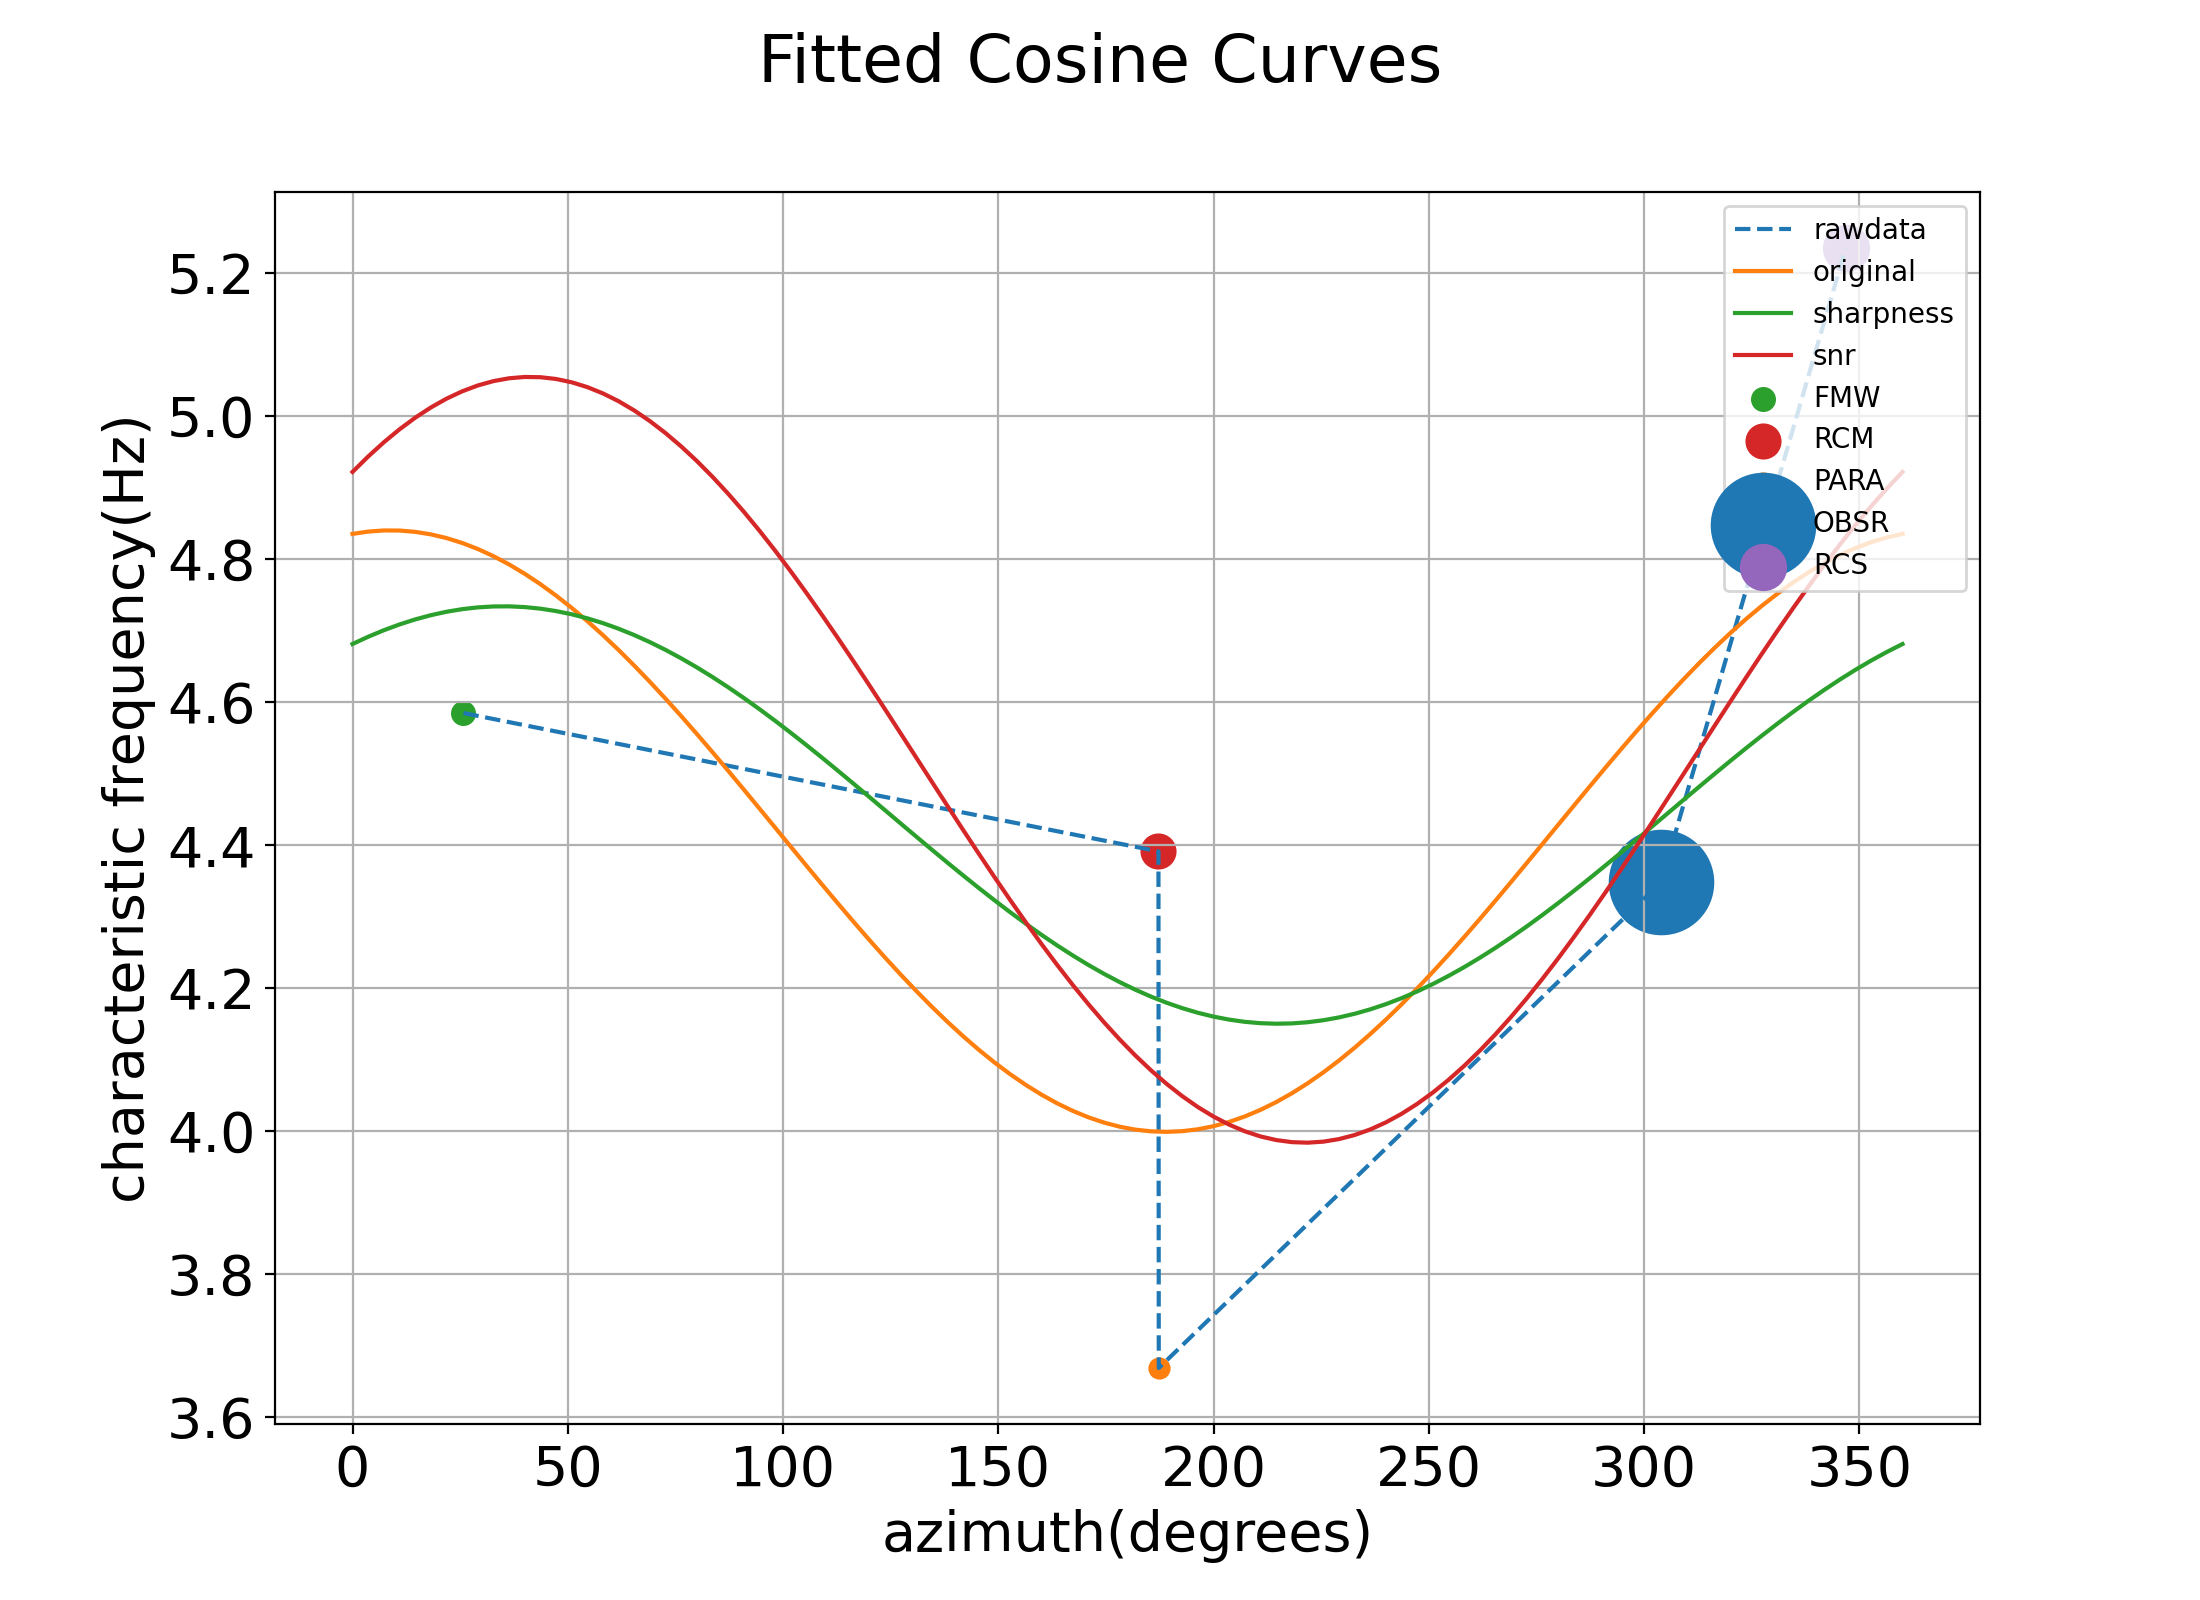 Fitted Cosine Curves
characteristic frequency(Hz)
5.2
5.0
4.8
4.6
4.4
4.2
4.0
3.8
3.6
rawdata
original
sharpness
snr
FMW
RCM
PARA
OBSR
RCS
0 50 100 150 200 250 300 350
azimuth(degrees)